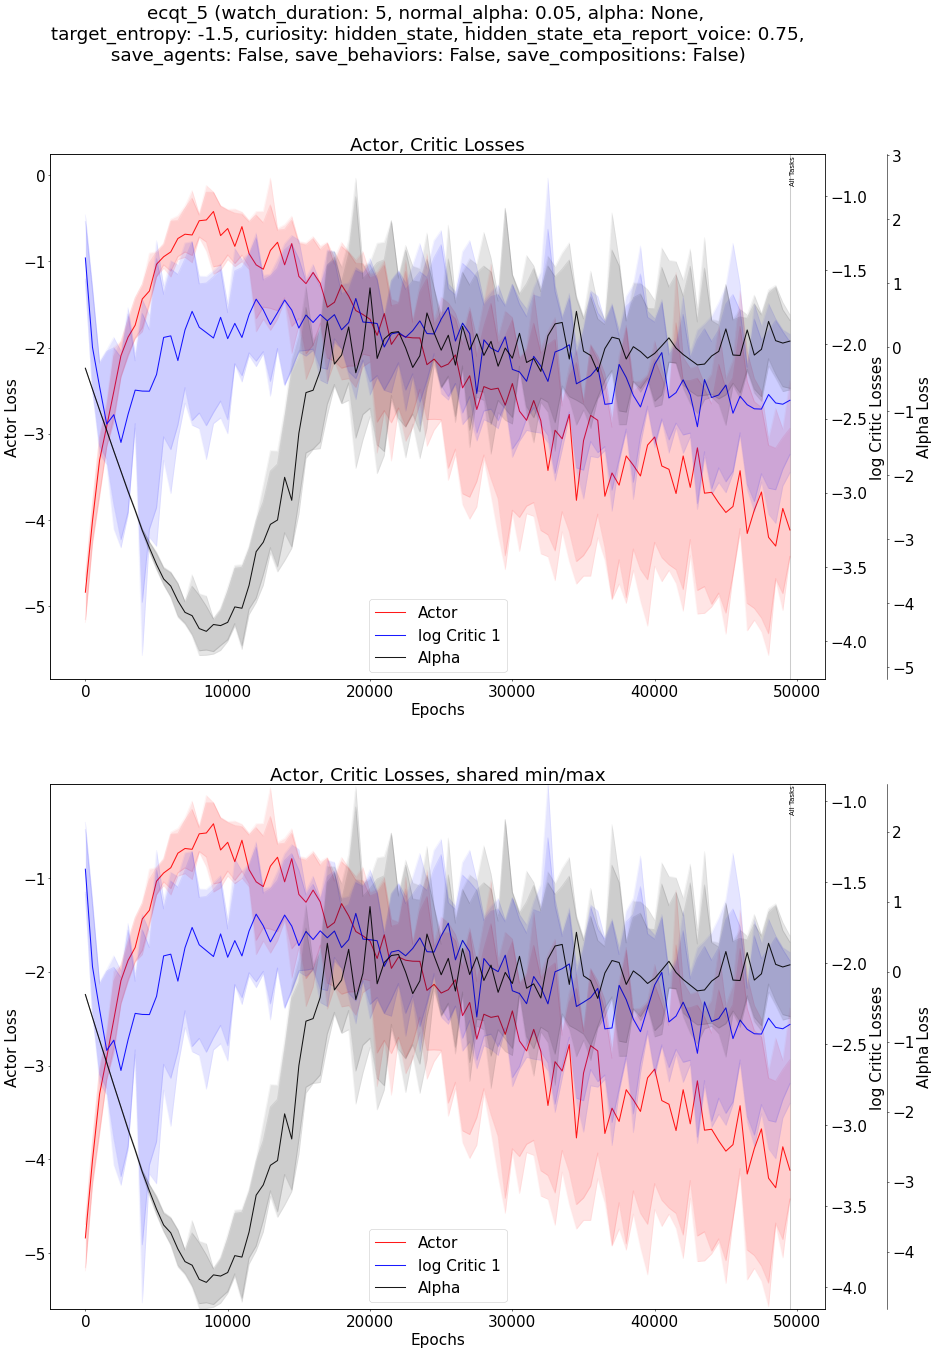 ecqt_5 (watch_duration: 5, normal_alpha: 0.05, alpha: None,
target_entropy: -1.5, curiosity: hidden_state, hidden_state_eta_report_voice: 0.75,
save_agents: False, save_behaviors: False, save_compositions: False)
Actor, Critic Losses
Actor Loss
0
−1
−2
−3
−4
−5
All Tasks
−1.0
−1.5
−2.0
−2.5
−3.0
−3.5
−4.0
log Critic Losses
3
2
1
0
−1
−2
−3
−4
−5
Alpha Loss
Actor
log Critic 1
Alpha
0
10000
20000
30000
40000
50000
Epochs
Actor, Critic Losses, shared min/max
Actor Loss
−1
−2
−3
−4
−5
All Tasks
−1.0
−1.5
−2.0
−2.5
−3.0
−3.5
−4.0
log Critic Losses
2
1
0
−1
−2
−3
−4
Alpha Loss
Actor
log Critic 1
Alpha
0
10000
20000
30000
40000
50000
Epochs